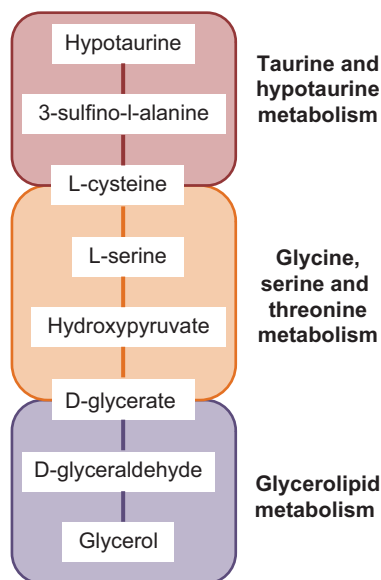 Hypotaurine
3-sulfino-l-alanine
L-cysteine
Taurine and
hypotaurine
metabolism
L-serine
Hydroxypyruvate
D-glycerate
Glycine,
serine and
threonine
metabolism
D-glyceraldehyde
Glycerol
Glycerolipid
metabolism